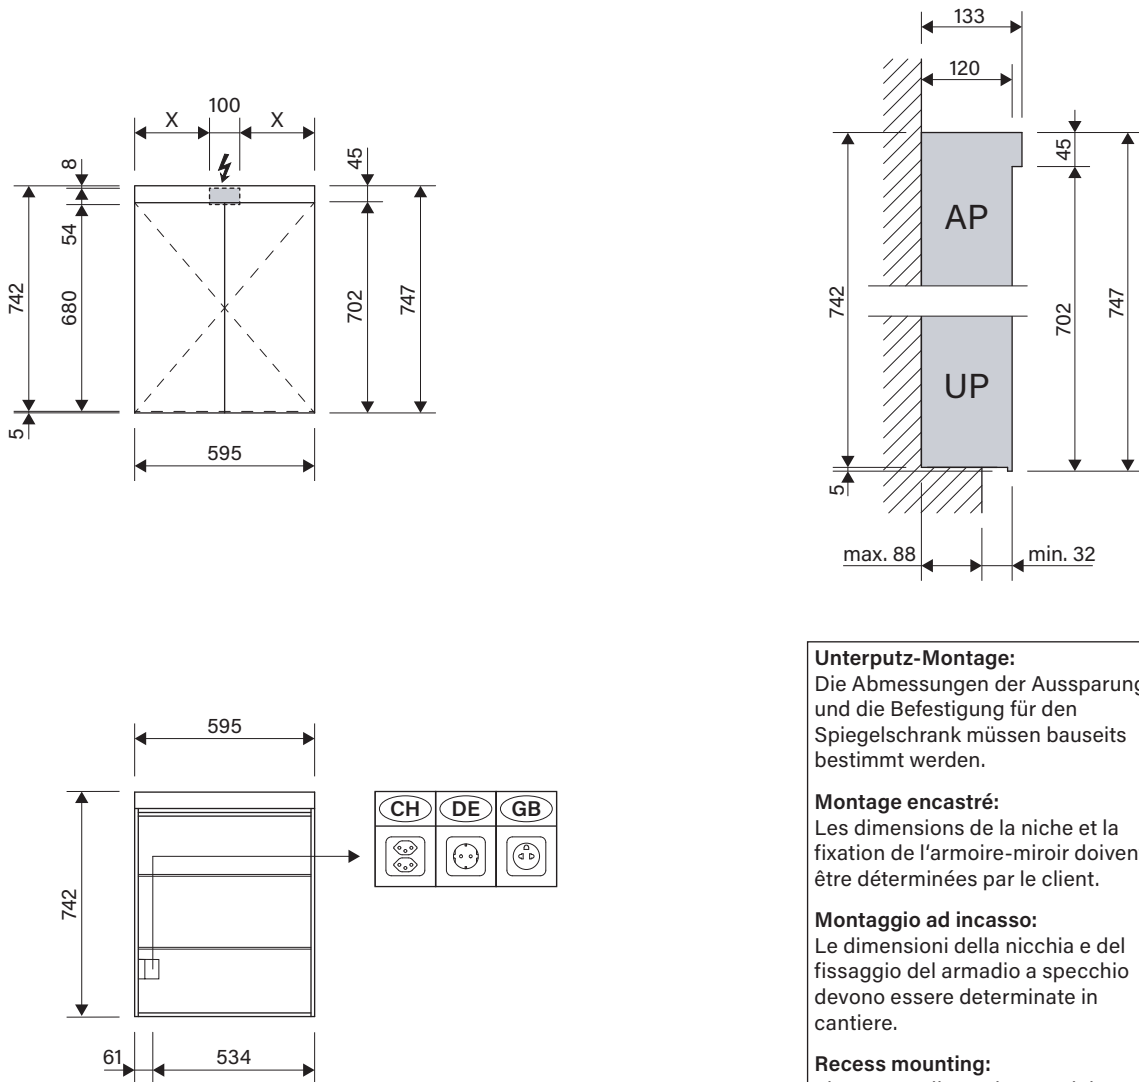 133
120
X
100
X
8
45
54
742
680
702
747
5
595
45
AP
742
702
747
UP
5
max. 88
min. 32
595
CH
DE
GB
742
61
534
Unterputz-Montage:
Die Abmessungen der Aussparung
und die Befestigung für den
Spiegelschrank müssen bauseits
bestimmt werden.
Montage encastré:
Les dimensions de la niche et la
fixation de l'armoire-miroir doiven
être déterminées par le client.
Montaggio ad incasso:
Le dimensioni della nicchia e del
fissaggio del armadio a specchio
devono essere determinate in
cantiere.
Recess mounting: